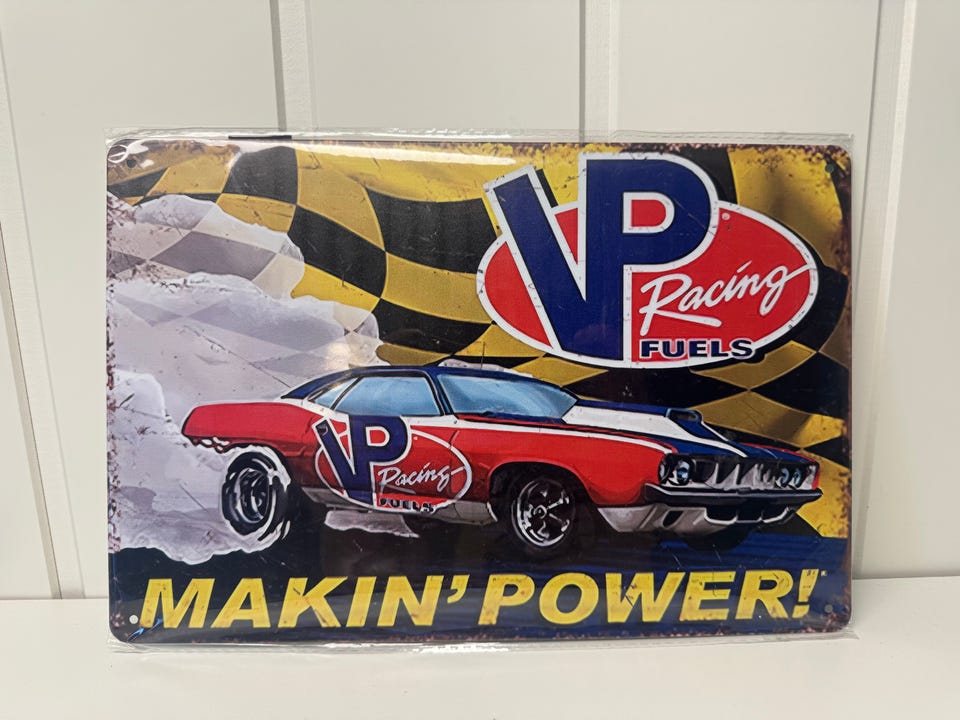 VP
Racing
FUELS
VP
Racing
FUELS
MAKIN' POWER!